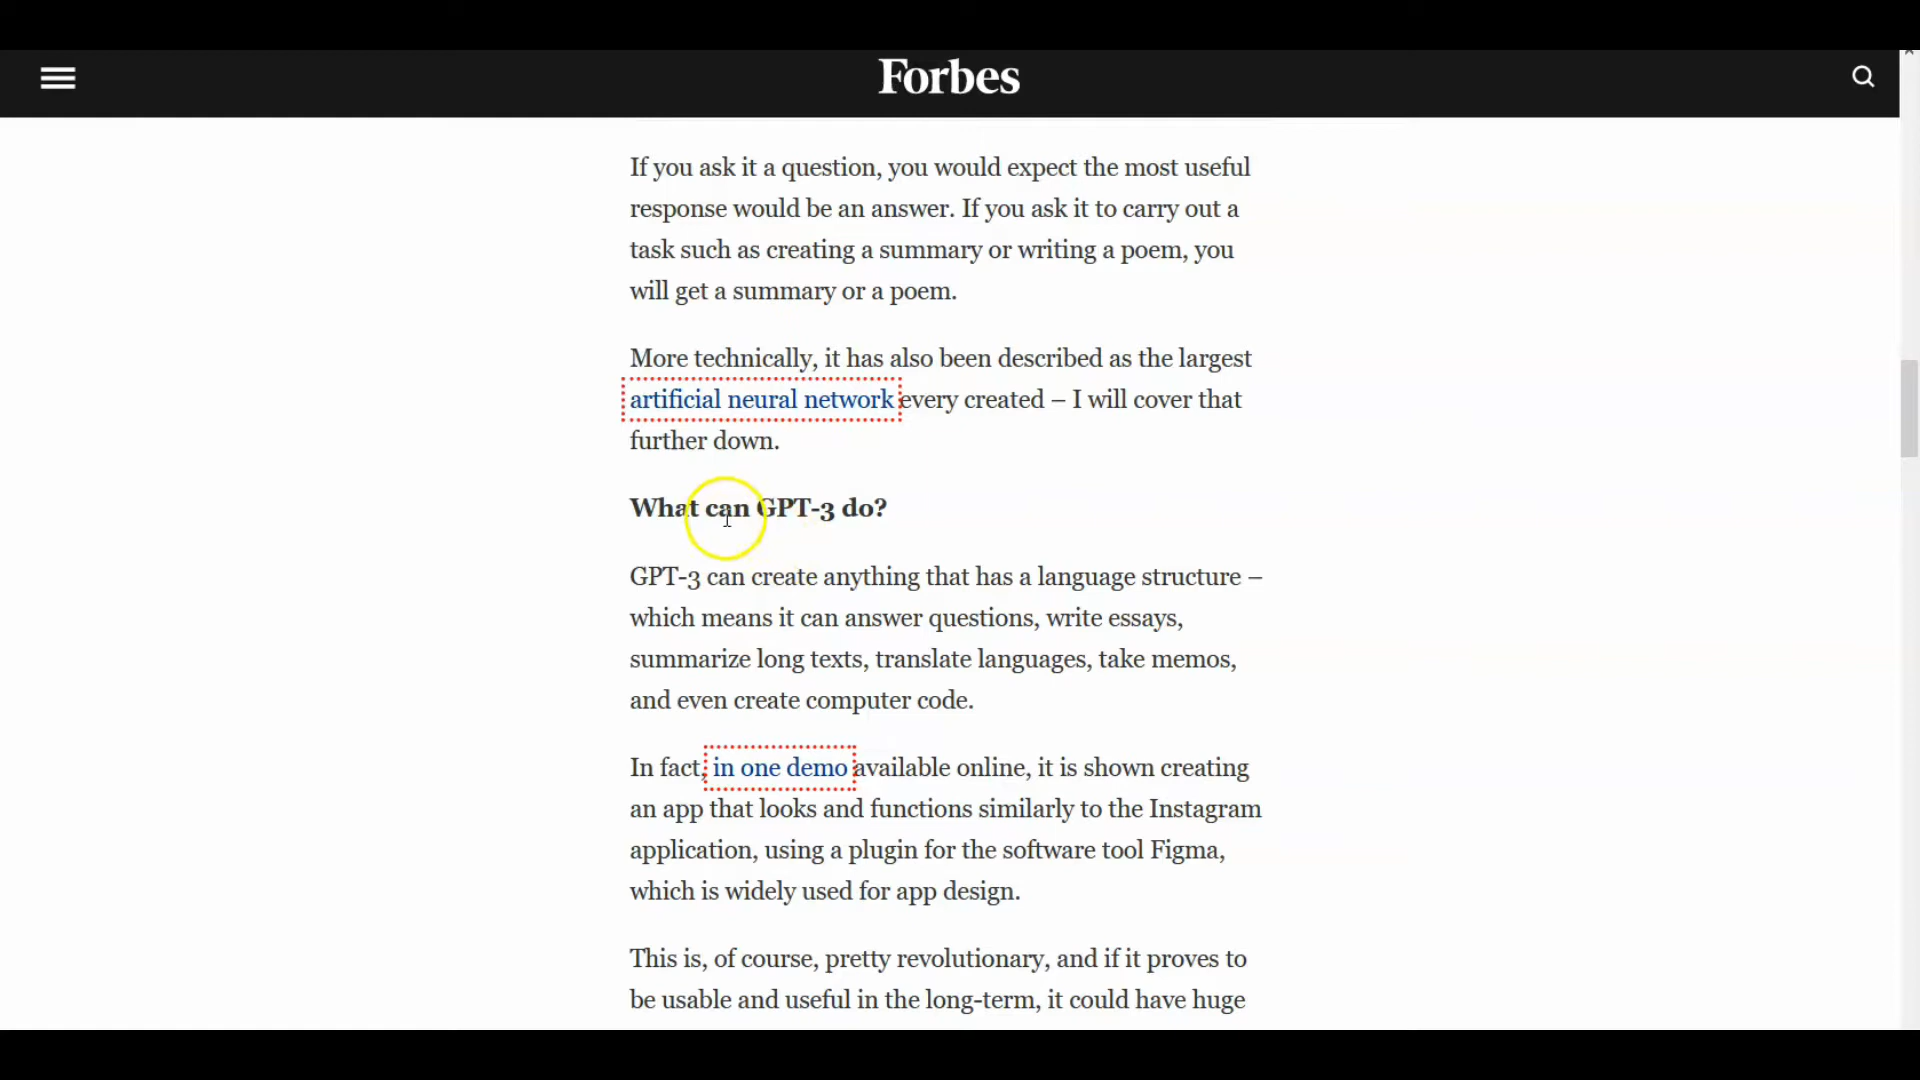 Forbes
If you ask it a question, you would expect the most useful
response would be an answer. If you ask it to carry out a
task such as creating a summary or writing a poem, you
will get a summary or a poem.
More technically, it has also been described as the largest
artificial neural network every created – I will cover that
further down.
What can GPT-3 do?
GPT-3 can create anything that has a language structure –
which means it can answer questions, write essays,
summarize long texts, translate languages, take memos,
and even create computer code.
In fact, in one demo available online, it is shown creating
an app that looks and functions similarly to the Instagram
application, using a plugin for the software tool Figma,
which is widely used for app design.
This is, of course, pretty revolutionary, and if it proves to
be usable and useful in the long-term, it could have huge